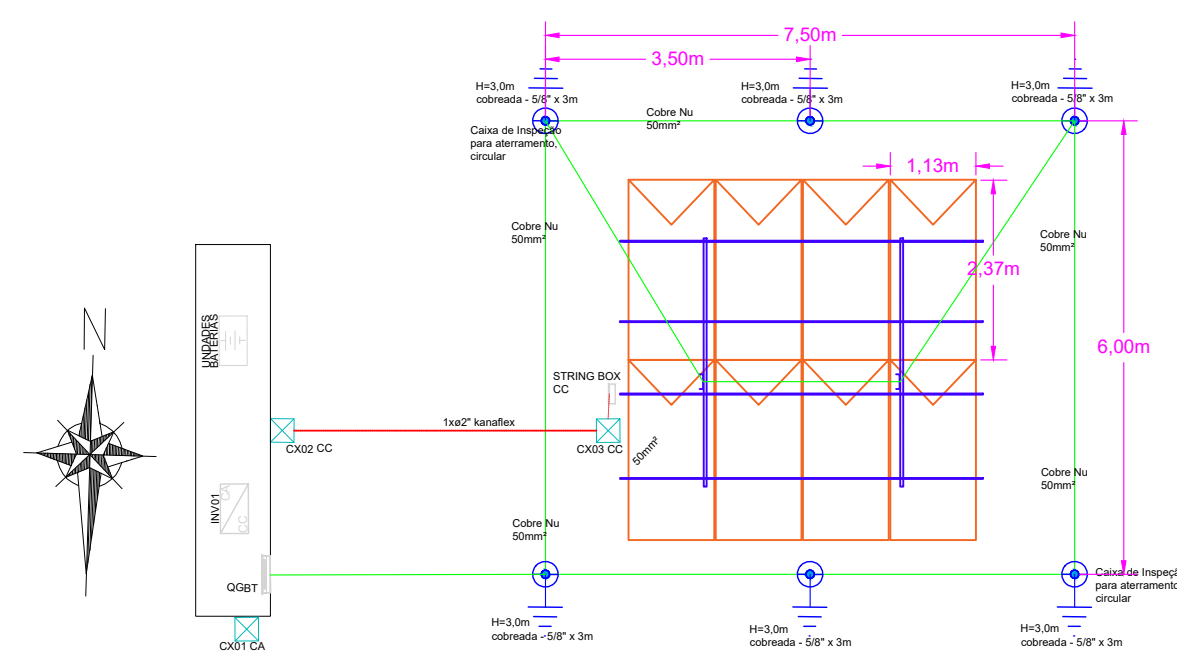 7,50m
3,50m
H=3,0m
cobreada - 5/8" x 3m
H=3,0m
cobreada - 5/8" x 3m
H=3,0m
cobreada - 5/8" x 3m
Cobre Nu
50mm²
Caixa de Inspeção
para aterramento,
circular
1,13m
Cobre Nu
50mm²
Cobre Nu
50mm²
2,37m
N
UNDADES
BATERIAS
6,00m
STRING BOX
CC
1xø2" kanaflex
CX02 CC
CX03 CC
50mm²
Cobre Nu
50mm²
INV01
CA
CC
Cobre Nu
50mm²
QGBT
Caixa de Inspeçã
para aterramento
circular
H=3,0m
cobreada - 5/8" x 3m
H=3,0m
cobreada - 5/8" x 3m
H=3,0m
cobreada - 5/8" x 3m
CX01 CA